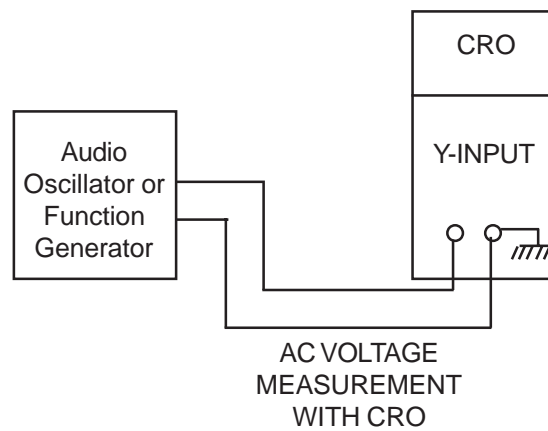 CRO
Y-INPUT
Audio
Oscillator or
Function
Generator
AC VOLTAGE
MEASUREMENT
WITH CRO